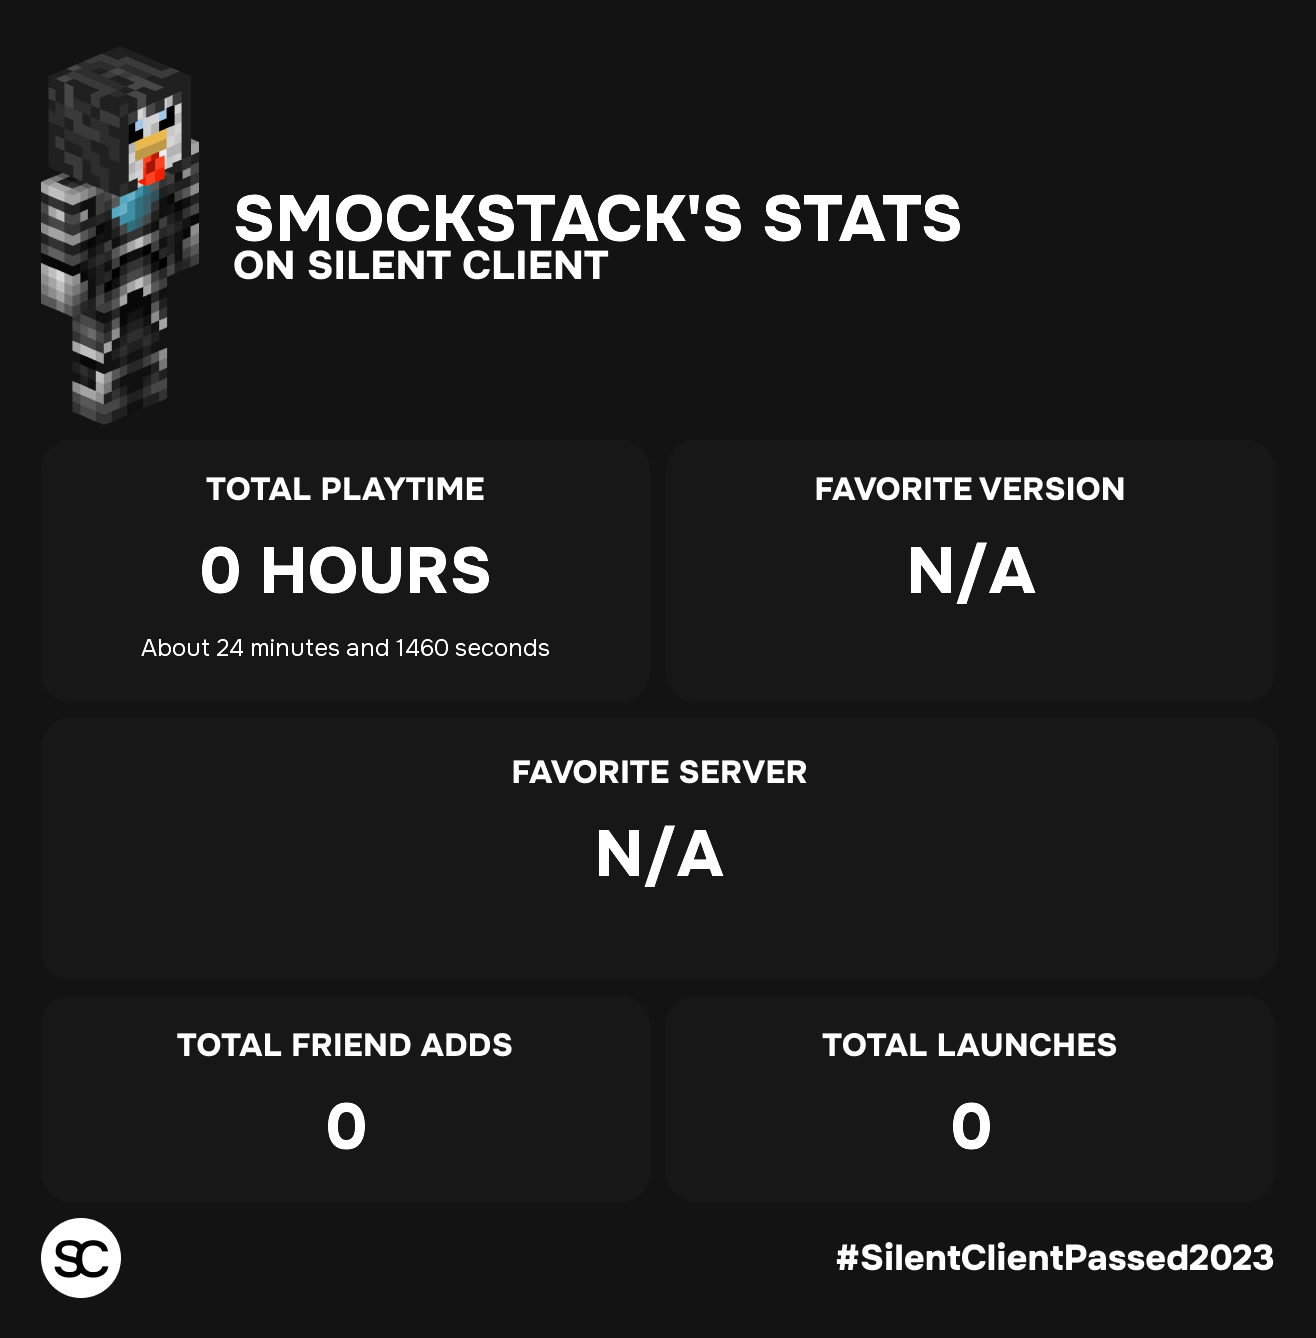 SMOCKSTACK'S STATS
ON SILENT CLIENT
TOTAL PLAYTIME
0 HOURS
About 24 minutes and 1460 seconds
FAVORITE VERSION
N/A
FAVORITE SERVER
N/A
TOTAL FRIEND ADDS
0
TOTAL LAUNCHES
0
SC
#SilentClientPassed2023